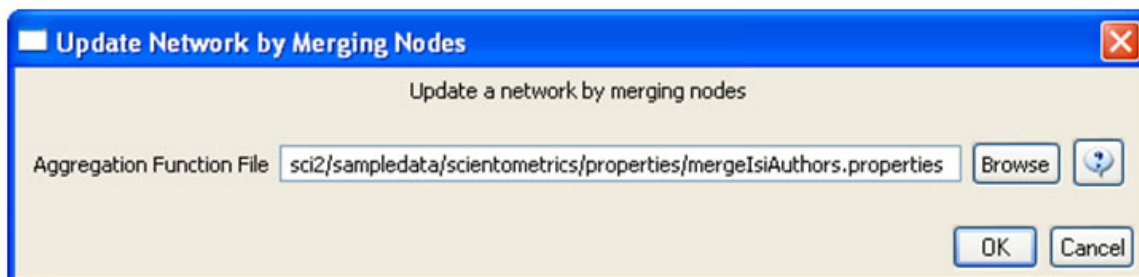 Update Network by Merging Nodes
Update a network by merging nodes
Aggregation Function File sci2/sampledata/scientometrics/properties/mergeIsiAuthors.properties Browse ?
OK Cancel